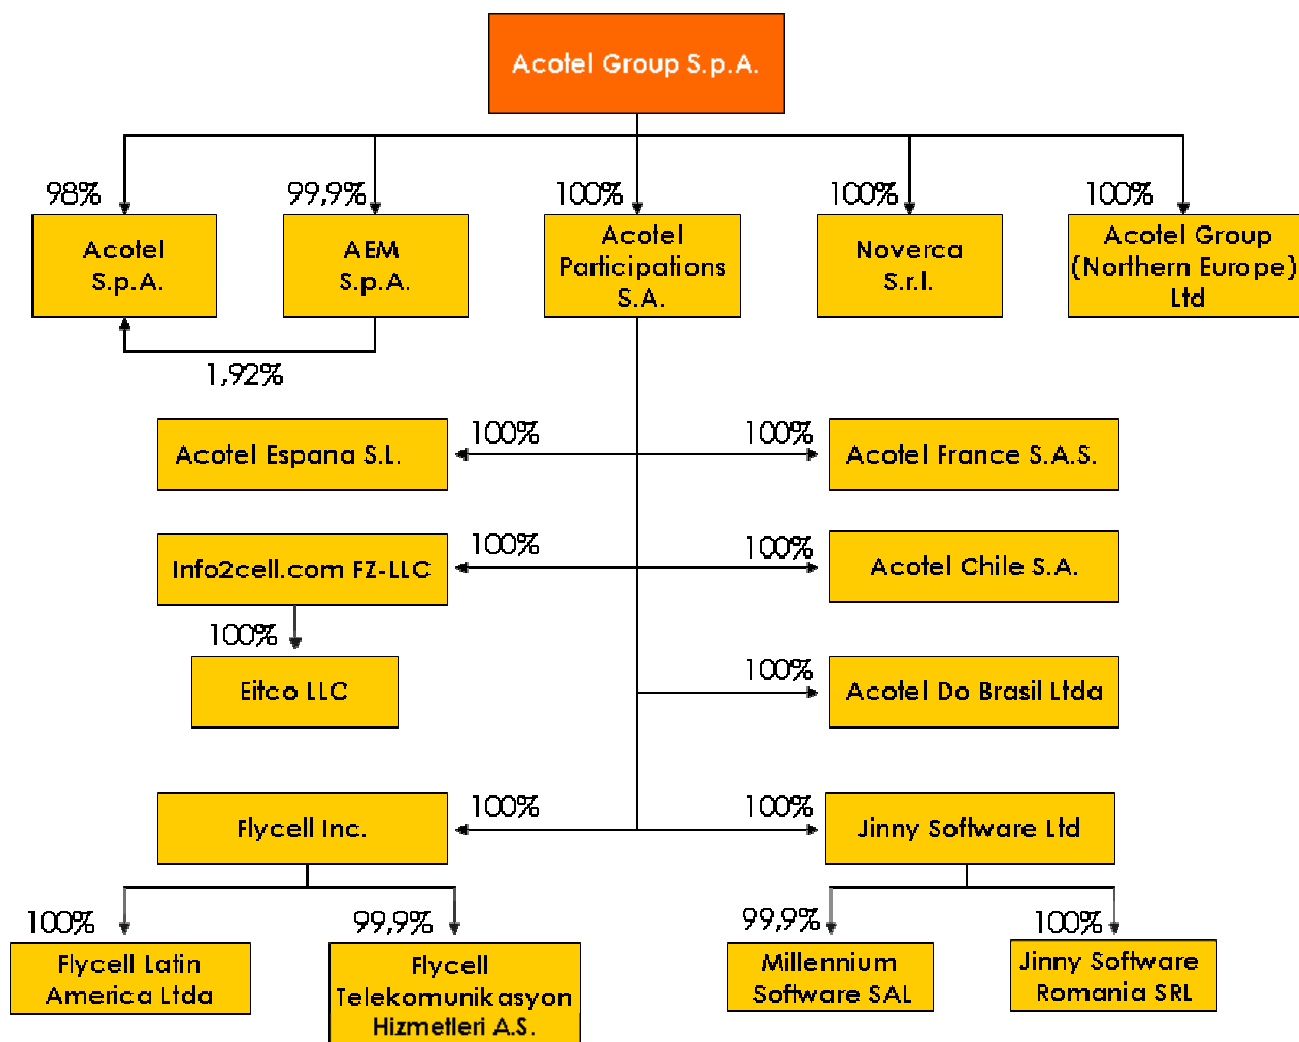 Acotel Group S.p.A.
98%
99,9%
100%
100%
100%
Acotel
S.p.A.
AEM
S.p.A.
Acotel
Participations
S.A.
Noverca
S.r.l.
Acotel Group
(Northern Europe)
Ltd
1,92%
100%
100%
Acotel Espana S.L.
Acotel France S.A.S.
100%
100%
Info2cell.com FZ-LLC
Acotel Chile S.A.
100%
100%
Eitco LLC
Acotel Do Brasil Ltda
100%
100%
Flycell Inc.
Jinny Software Ltd
100%
99,9%
99,9%
100%
Flycell Latin
America Ltda
Flycell
Telekomunikasyon
Hizmetleri A.S.
Millennium
Software SAL
Jinny Software
Romania SRL